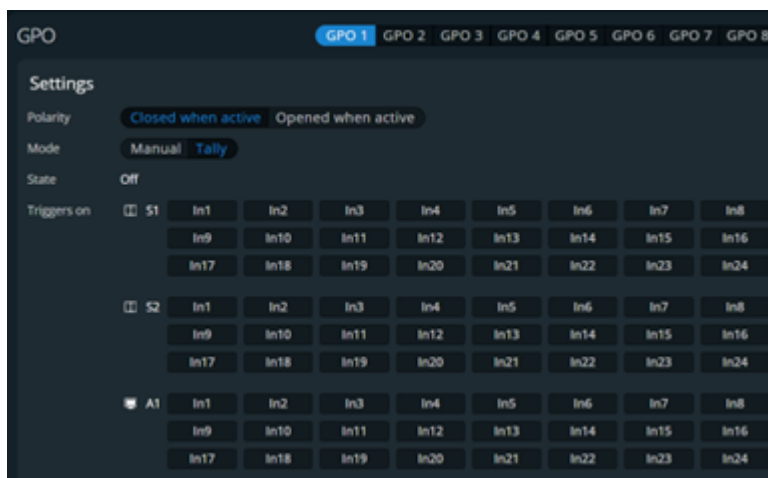 GPO GPO 1 GPO 2 GPO 3 GPO 4 GPO 5 GPO 6 GPO 7 GPO 8
Settings
Polarity Closed when active Opened when active
Mode Manual Tally
State Off
Triggers on S1 In1 In2 In3 In4 In5 In6 In7 In8
In9 In10 In11 In12 In13 In14 In15 In16
In17 In18 In19 In20 In21 In22 In23 In24
S2 In1 In2 In3 In4 In5 In6 In7 In8
In9 In10 In11 In12 In13 In14 In15 In16
In17 In18 In19 In20 In21 In22 In23 In24
A1 In1 In2 In3 In4 In5 In6 In7 In8
In9 In10 In11 In12 In13 In14 In15 In16
In17 In18 In19 In20 In21 In22 In23 In24